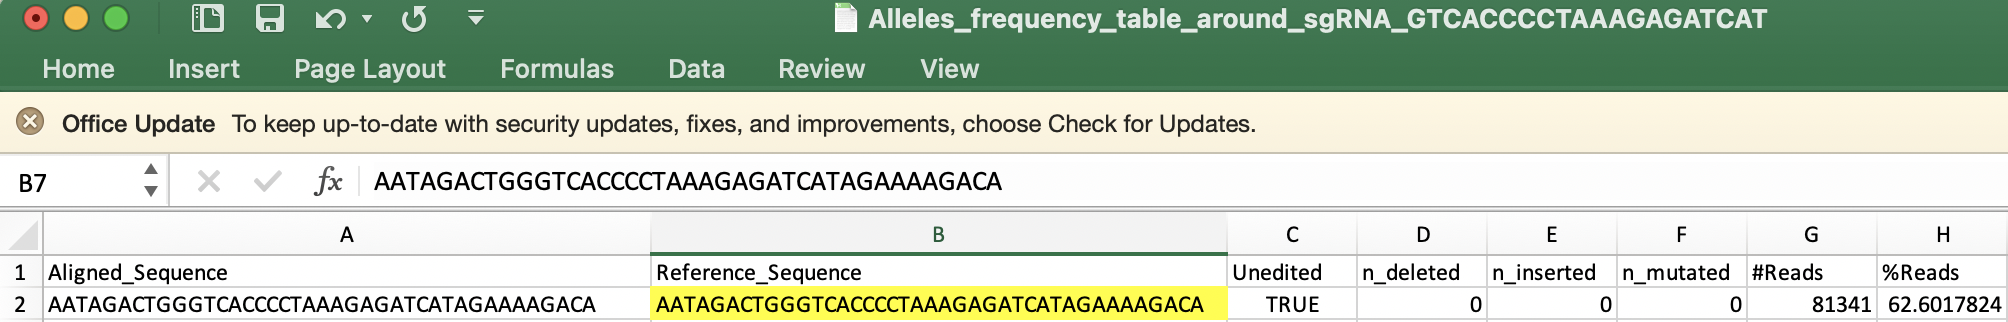 Alleles_frequency_table_around_sgRNA_GTCACCCCTAAAGAGATCAT
Home Insert Page Layout Formulas Data Review View
Office Update To keep up-to-date with security updates, fixes, and improvements, choose Check for Updates.
B7 fx AATAGACTGGGTCACCCCTAAAGAGATCATAGAAAAGACA
A B C D E F G H
1 Aligned_Sequence Reference_Sequence Unedited n_deleted n_inserted n_mutated #Reads %Reads
2 AATAGACTGGGTCACCCCTAAAGAGATCATAGAAAAGACA AATAGACTGGGTCACCCCTAAAGAGATCATAGAAAAGACA TRUE 0 0 0 81341 62.6017824